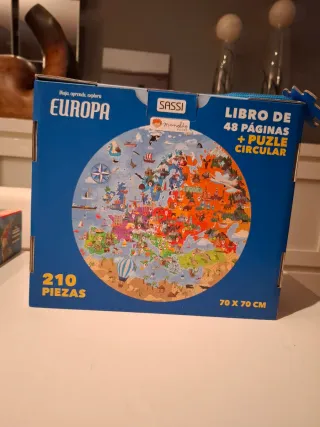 Viaja, aprende, explora
EUROPA
SASSI
LIBRO DE
48 PÁGINAS
+ PUZLE
CIRCULAR
210
PIEZAS
70 X 70 CM